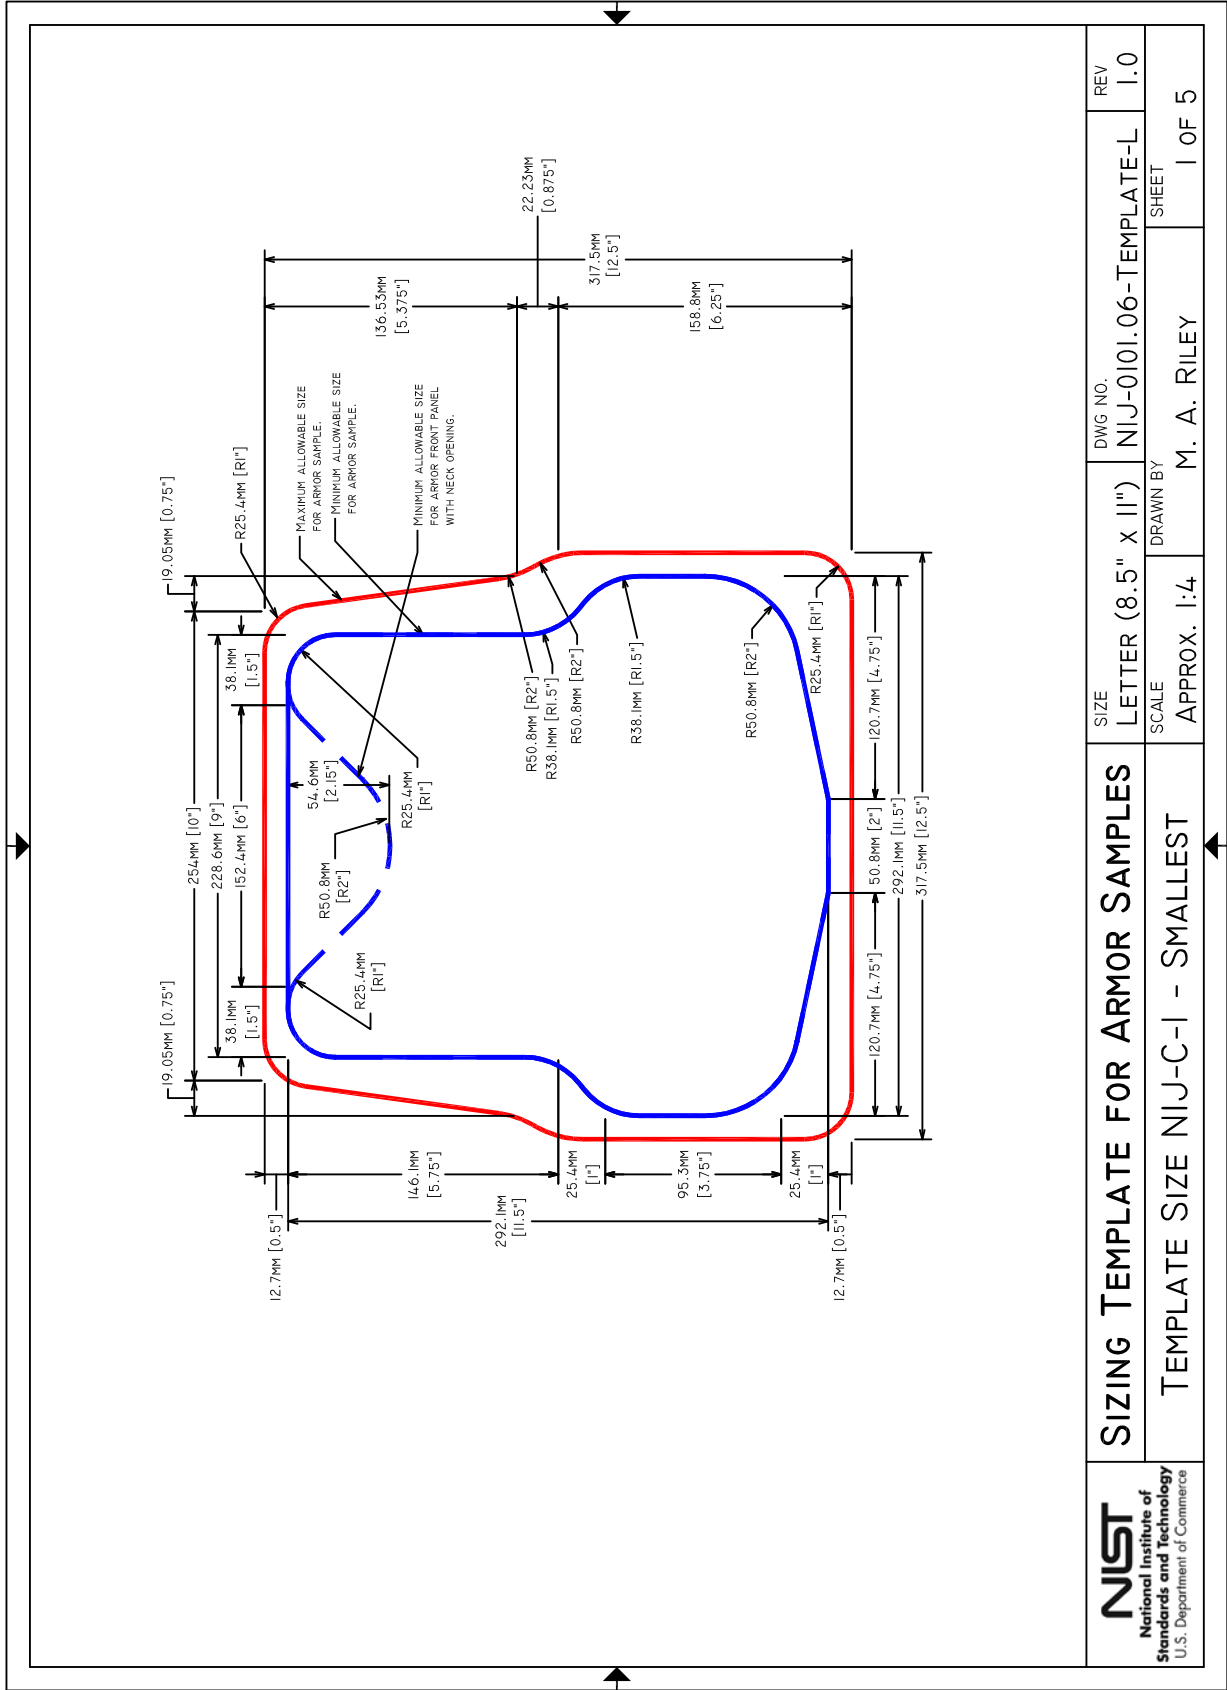 19.05MM [0.75"]
19.05MM [0.75"]
254MM [10"]
228.6MM [9"]
38.1MM
[1.5"]
152.4MM [6"]
38.1MM
[1.5"]
R25.4MM [R1"]
MAXIMUM ALLOWABLE SIZE
FOR ARMOR SAMPLE.
MINIMUM ALLOWABLE SIZE
FOR ARMOR SAMPLE.
MINIMUM ALLOWABLE SIZE
FOR ARMOR FRONT PANEL
WITH NECK OPENING.
12.7MM [0.5"]
146.1MM
[5.75"]
292.1MM
[11.5"]
25.4MM
[1"]
95.3MM
[3.75"]
25.4MM
[1"]
12.7MM [0.5"]
R25.4MM
[R1"]
R50.8MM
[R2"]
54.6MM
[2.15"]
R25.4MM
[R1"]
R50.8MM [R2"]
R38.1MM [R1.5"]
R50.8MM [R2"]
R38.1MM [R1.5"]
R50.8MM [R2"]
R25.4MM [R1"]
136.53MM
[5.375"]
22.23MM
[0.875"]
317.5MM
[12.5"]
158.8MM
[6.25"]
120.7MM [4.75"]
50.8MM [2"]
120.7MM [4.75"]
292.1MM [11.5"]
317.5MM [12.5"]
NIST
National Institute of
Standards and Technology
U.S. Department of Commerce
SIZING TEMPLATE FOR ARMOR SAMPLES
TEMPLATE SIZE NIJ-C-1 - SMALLEST
SIZE
LETTER (8.5" X 11")
DWG NO.
NIJ-0101.06-TEMPLATE-L
REV
1.0
SCALE
APPROX. 1:4
DRAWN BY
M. A. RILEY
SHEET
1 OF 5